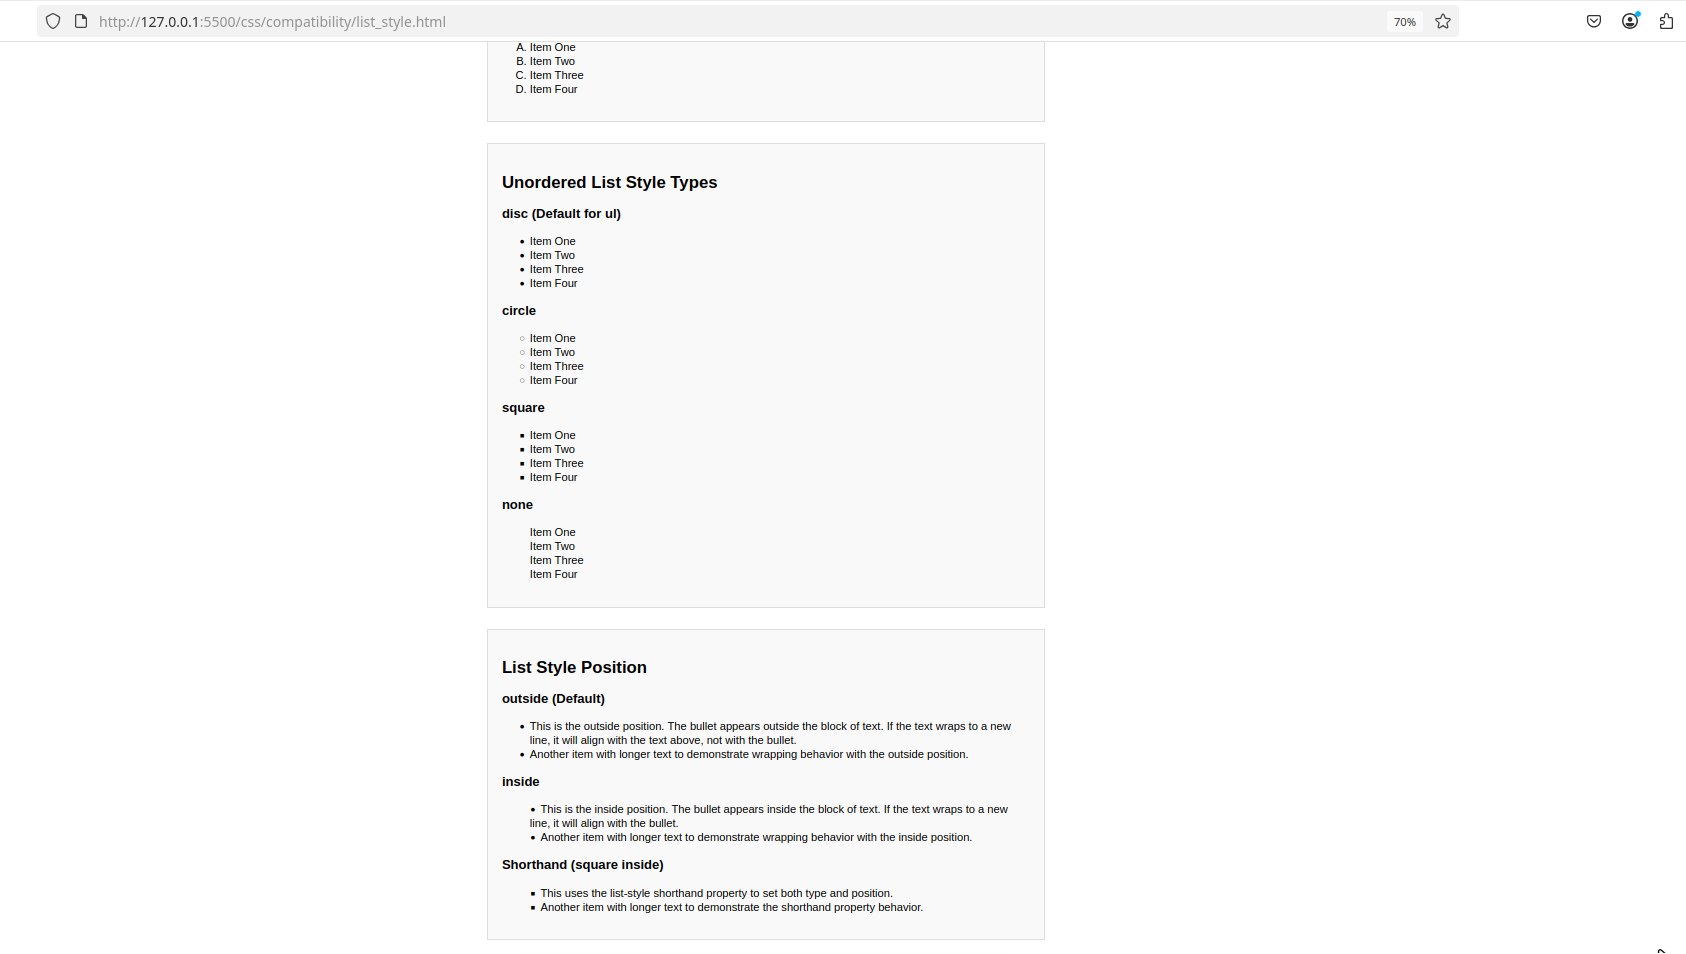 http://127.0.0.1:5500/css/compatibility/list_style.html
70%
A. Item One
B. Item Two
C. Item Three
D. Item Four
Unordered List Style Types
disc (Default for ul)
• Item One
• Item Two
• Item Three
• Item Four
circle
○ Item One
○ Item Two
○ Item Three
○ Item Four
square
▪ Item One
▪ Item Two
▪ Item Three
▪ Item Four
none
Item One
Item Two
Item Three
Item Four
List Style Position
outside (Default)
• This is the outside position. The bullet appears outside the block of text. If the text wraps to a new
line, it will align with the text above, not with the bullet.
• Another item with longer text to demonstrate wrapping behavior with the outside position.
inside
• This is the inside position. The bullet appears inside the block of text. If the text wraps to a new
line, it will align with the bullet.
• Another item with longer text to demonstrate wrapping behavior with the inside position.
Shorthand (square inside)
▪ This uses the list-style shorthand property to set both type and position.
▪ Another item with longer text to demonstrate the shorthand property behavior.